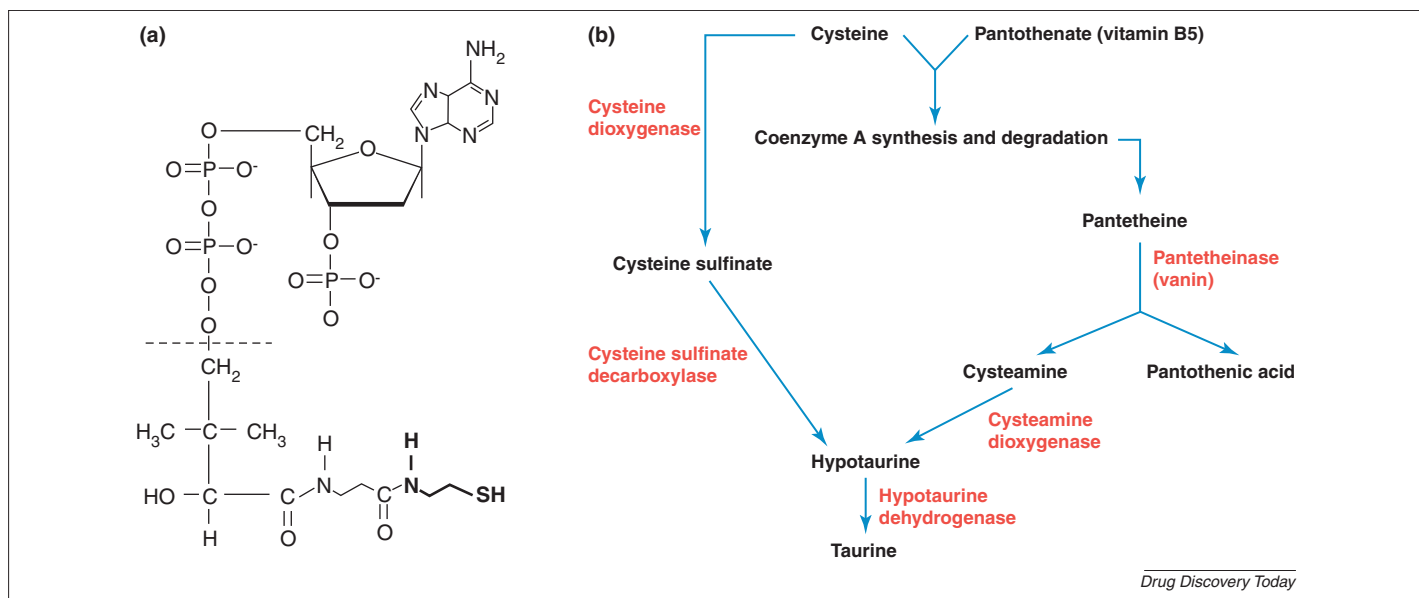 (a)
NH2
N
N
N
N
O
CH2
O
O=P–O-
O
O=P–O-
O
O
O
O=P–O-
O
CH2
H3C–C–CH3
H
H
HO–C–C
N
C
N
SH
H
O
O
(b)
Cysteine
Pantothenate (vitamin B5)
Cysteine
dioxygenase
Coenzyme A synthesis and degradation
Pantetheine
Cysteine sulfinate
Pantetheinase
(vanin)
Cysteine sulfinate
decarboxylase
Cysteamine
Pantothenic acid
Cysteamine
dioxygenase
Hypotaurine
Hypotaurine
dehydrogenase
Taurine
Drug Discovery Today